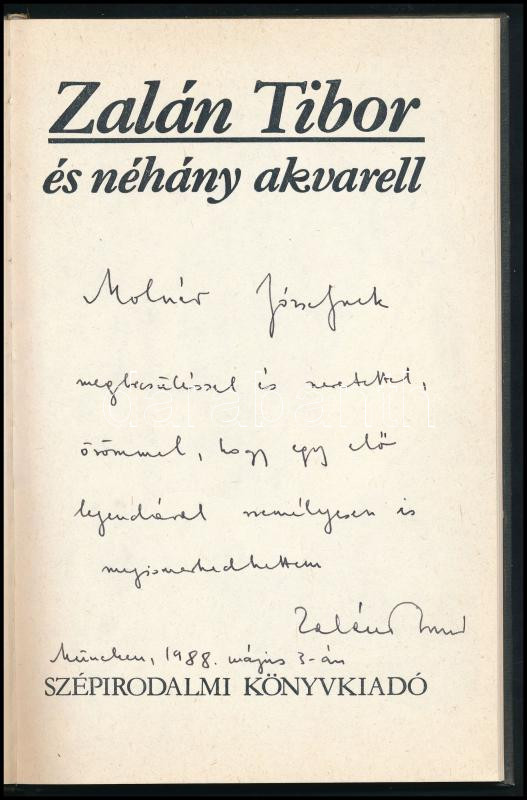 Zalán Tibor
és néhány akvarell
Molnár Józsefnek
megbecsüléssel és szeretettel,
örömmel, hogy egy élő
legendával személyesen is
megismerkedhettem
Zalán Tibor
München, 1988. május 3-án
SZÉPIRODALMI KÖNYVKIADÓ